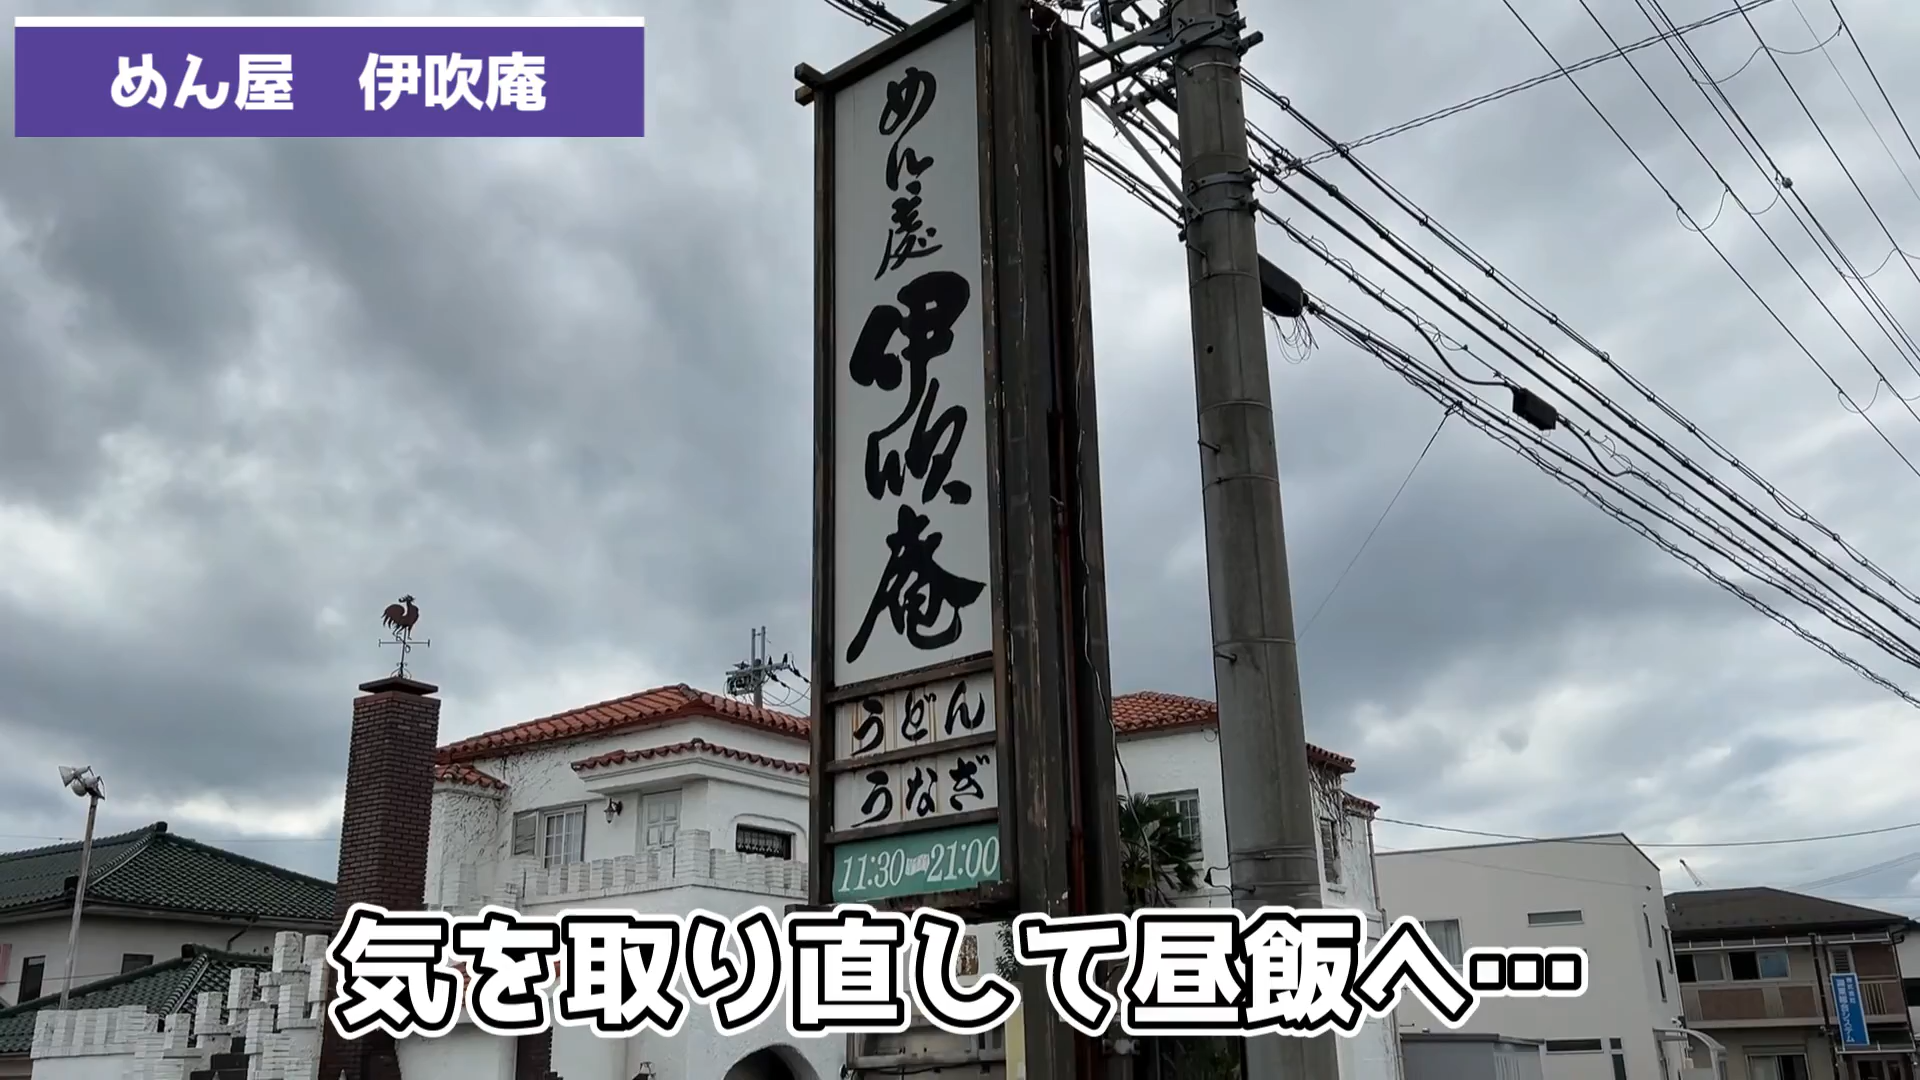 めん屋　伊吹庵
めん処
伊吹庵
うどん
うなぎ
11:30 21:00
気を取り直して昼飯へ…